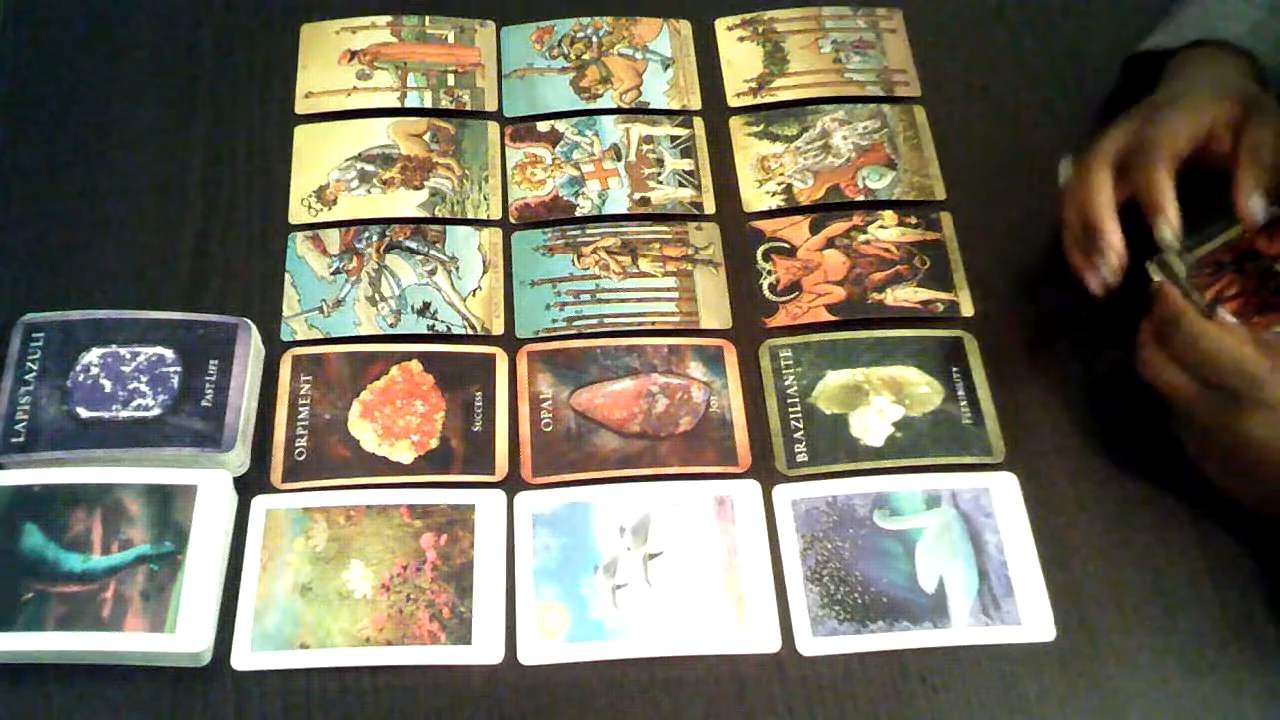 LAPIS LAZULI
PAST LIFE
ORPIMENT
SUCCESS
OPAL
JOY
BRAZILIANITE
FLEXIBILITY